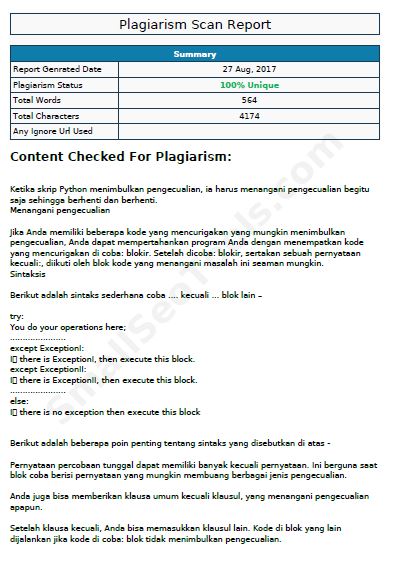 Plagiarism Scan Report
Summary
Report Genrated Date 27 Aug, 2017
Plagiarism Status 100% Unique
Total Words 564
Total Characters 4174
Any Ignore Url Used
Content Checked For Plagiarism:
Ketika skrip Python menimbulkan pengecualian, ia harus menangani pengecualian begitu
saja sehingga berhenti dan berhenti.
Menangani pengecualian
Jika Anda memiliki beberapa kode yang mencurigakan yang mungkin menimbulkan
pengecualian, Anda dapat mempertahankan program Anda dengan menempatkan kode
yang mencurigakan di coba: blokir. Setelah dicoba: blokir, sertakan sebuah pernyataan
kecuali:, diikuti oleh blok kode yang menangani masalah ini seaman mungkin.
Sintaksis
Berikut adalah sintaks sederhana coba .... kecuali ... blok lain –
try:
You do your operations here;
......................
except ExceptionI:
I▯ there is ExceptionI, then execute this block.
except ExceptionII:
I▯ there is ExceptionII, then execute this block.
......................
else:
I▯ there is no exception then execute this block
Berikut adalah beberapa poin penting tentang sintaks yang disebutkan di atas -
Pernyataan percobaan tunggal dapat memiliki banyak kecuali pernyataan. Ini berguna saat
blok coba berisi pernyataan yang mungkin membuang berbagai jenis pengecualian.
Anda juga bisa memberikan klausa umum kecuali klausul, yang menangani pengecualian
apapun.
Setelah klausa kecuali, Anda bisa memasukkan klausul lain. Kode di blok yang lain
dijalankan jika kode di coba: blok tidak menimbulkan pengecualian.
SmallSeoTools.com